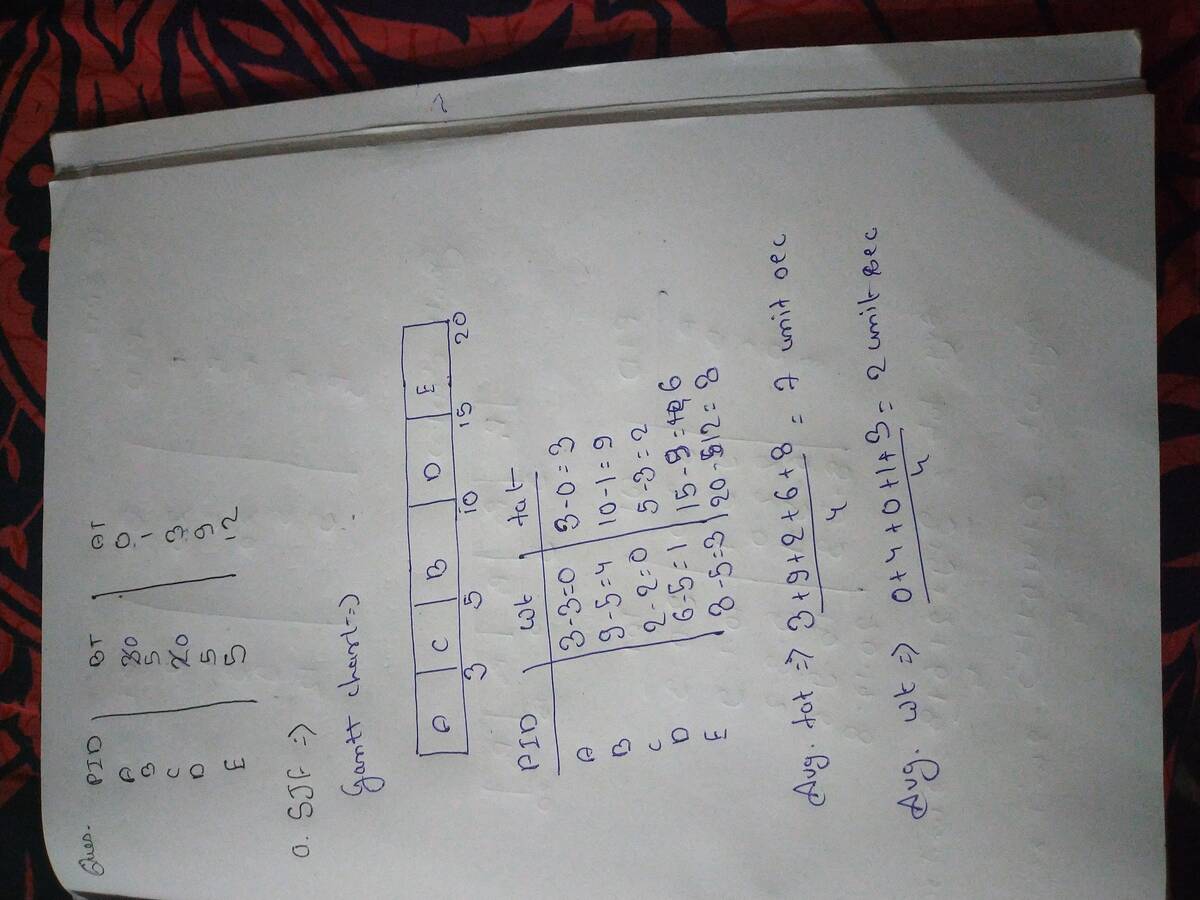 Ques. PID BT AT
A 30 0
B 5 1
C 20 3
D 5 9
E 5 12
Q. SJF =>
Gantt chart =>
A C B D E
3 5 10 15 20
PID wt tat
A 3-3=0 3-0=3
B 9-5=4 10-1=9
C 2-2=0 5-3=2
D 6-5=1 15-9= 6
E 8-5=3 20-12=8
Avg. tat => 3+9+2+6+8 = 7 unit sec
4
Avg. wt => 0+4+0+1+3 = 2 unit sec
4